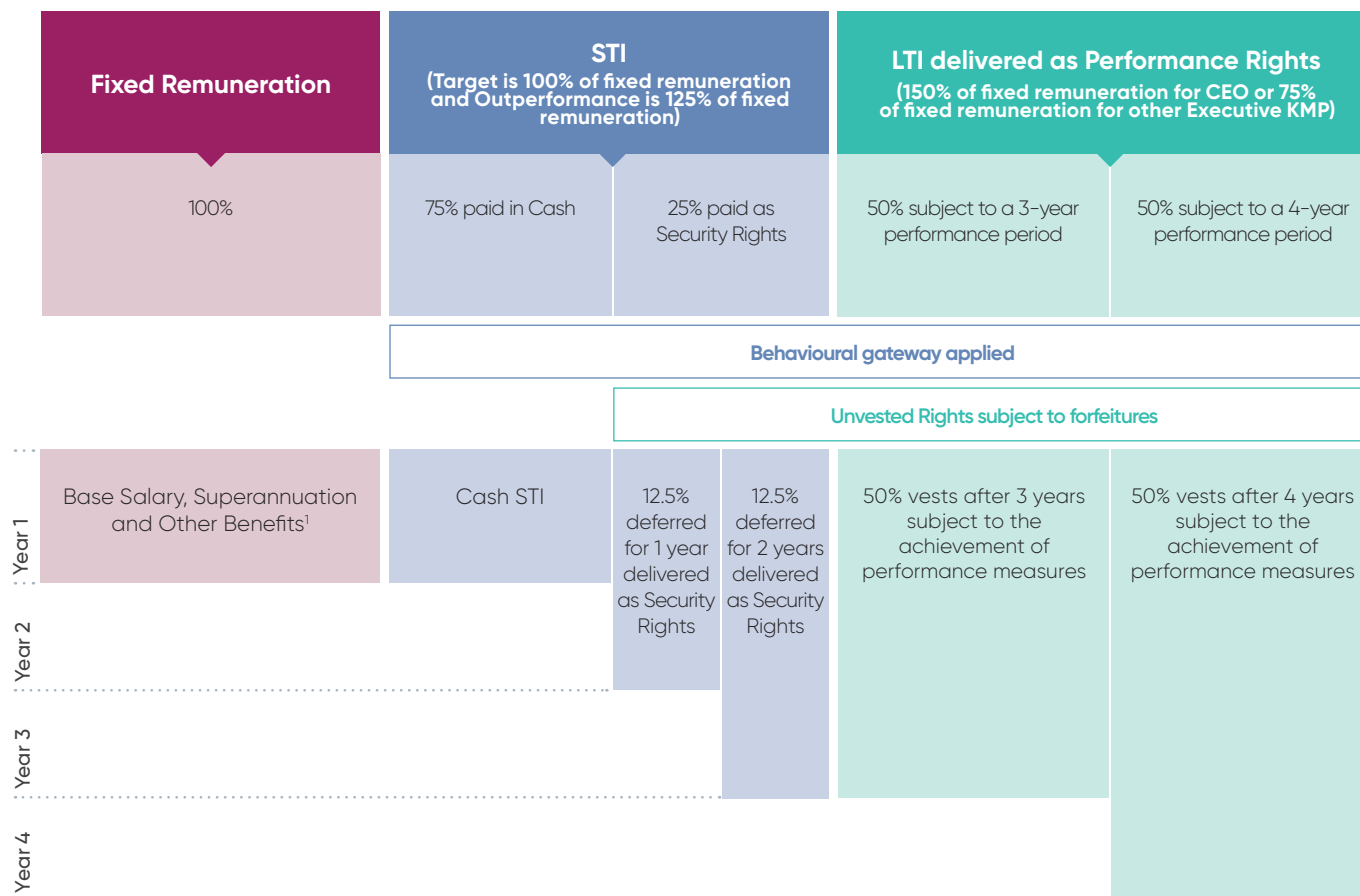 Fixed Remuneration
STI
(Target is 100% of fixed remuneration
and Outperformance is 125% of fixed
remuneration)
LTI delivered as Performance Rights
(150% of fixed remuneration for CEO or 75%
of fixed remuneration for other Executive KMP)
100%
75% paid in Cash
25% paid as
Security Rights
50% subject to a 3-year
performance period
50% subject to a 4-year
performance period
Behavioural gateway applied
Unvested Rights subject to forfeitures
Year 1
Base Salary, Superannuation
and Other Benefits¹
Cash STI
12.5%
deferred
for 1 year
delivered
as Security
Rights
12.5%
deferred
for 2 years
delivered
as Security
Rights
50% vests after 3 years
subject to the
achievement of
performance measures
50% vests after 4 years
subject to the
achievement of
performance measures
Year 2
Year 3
Year 4